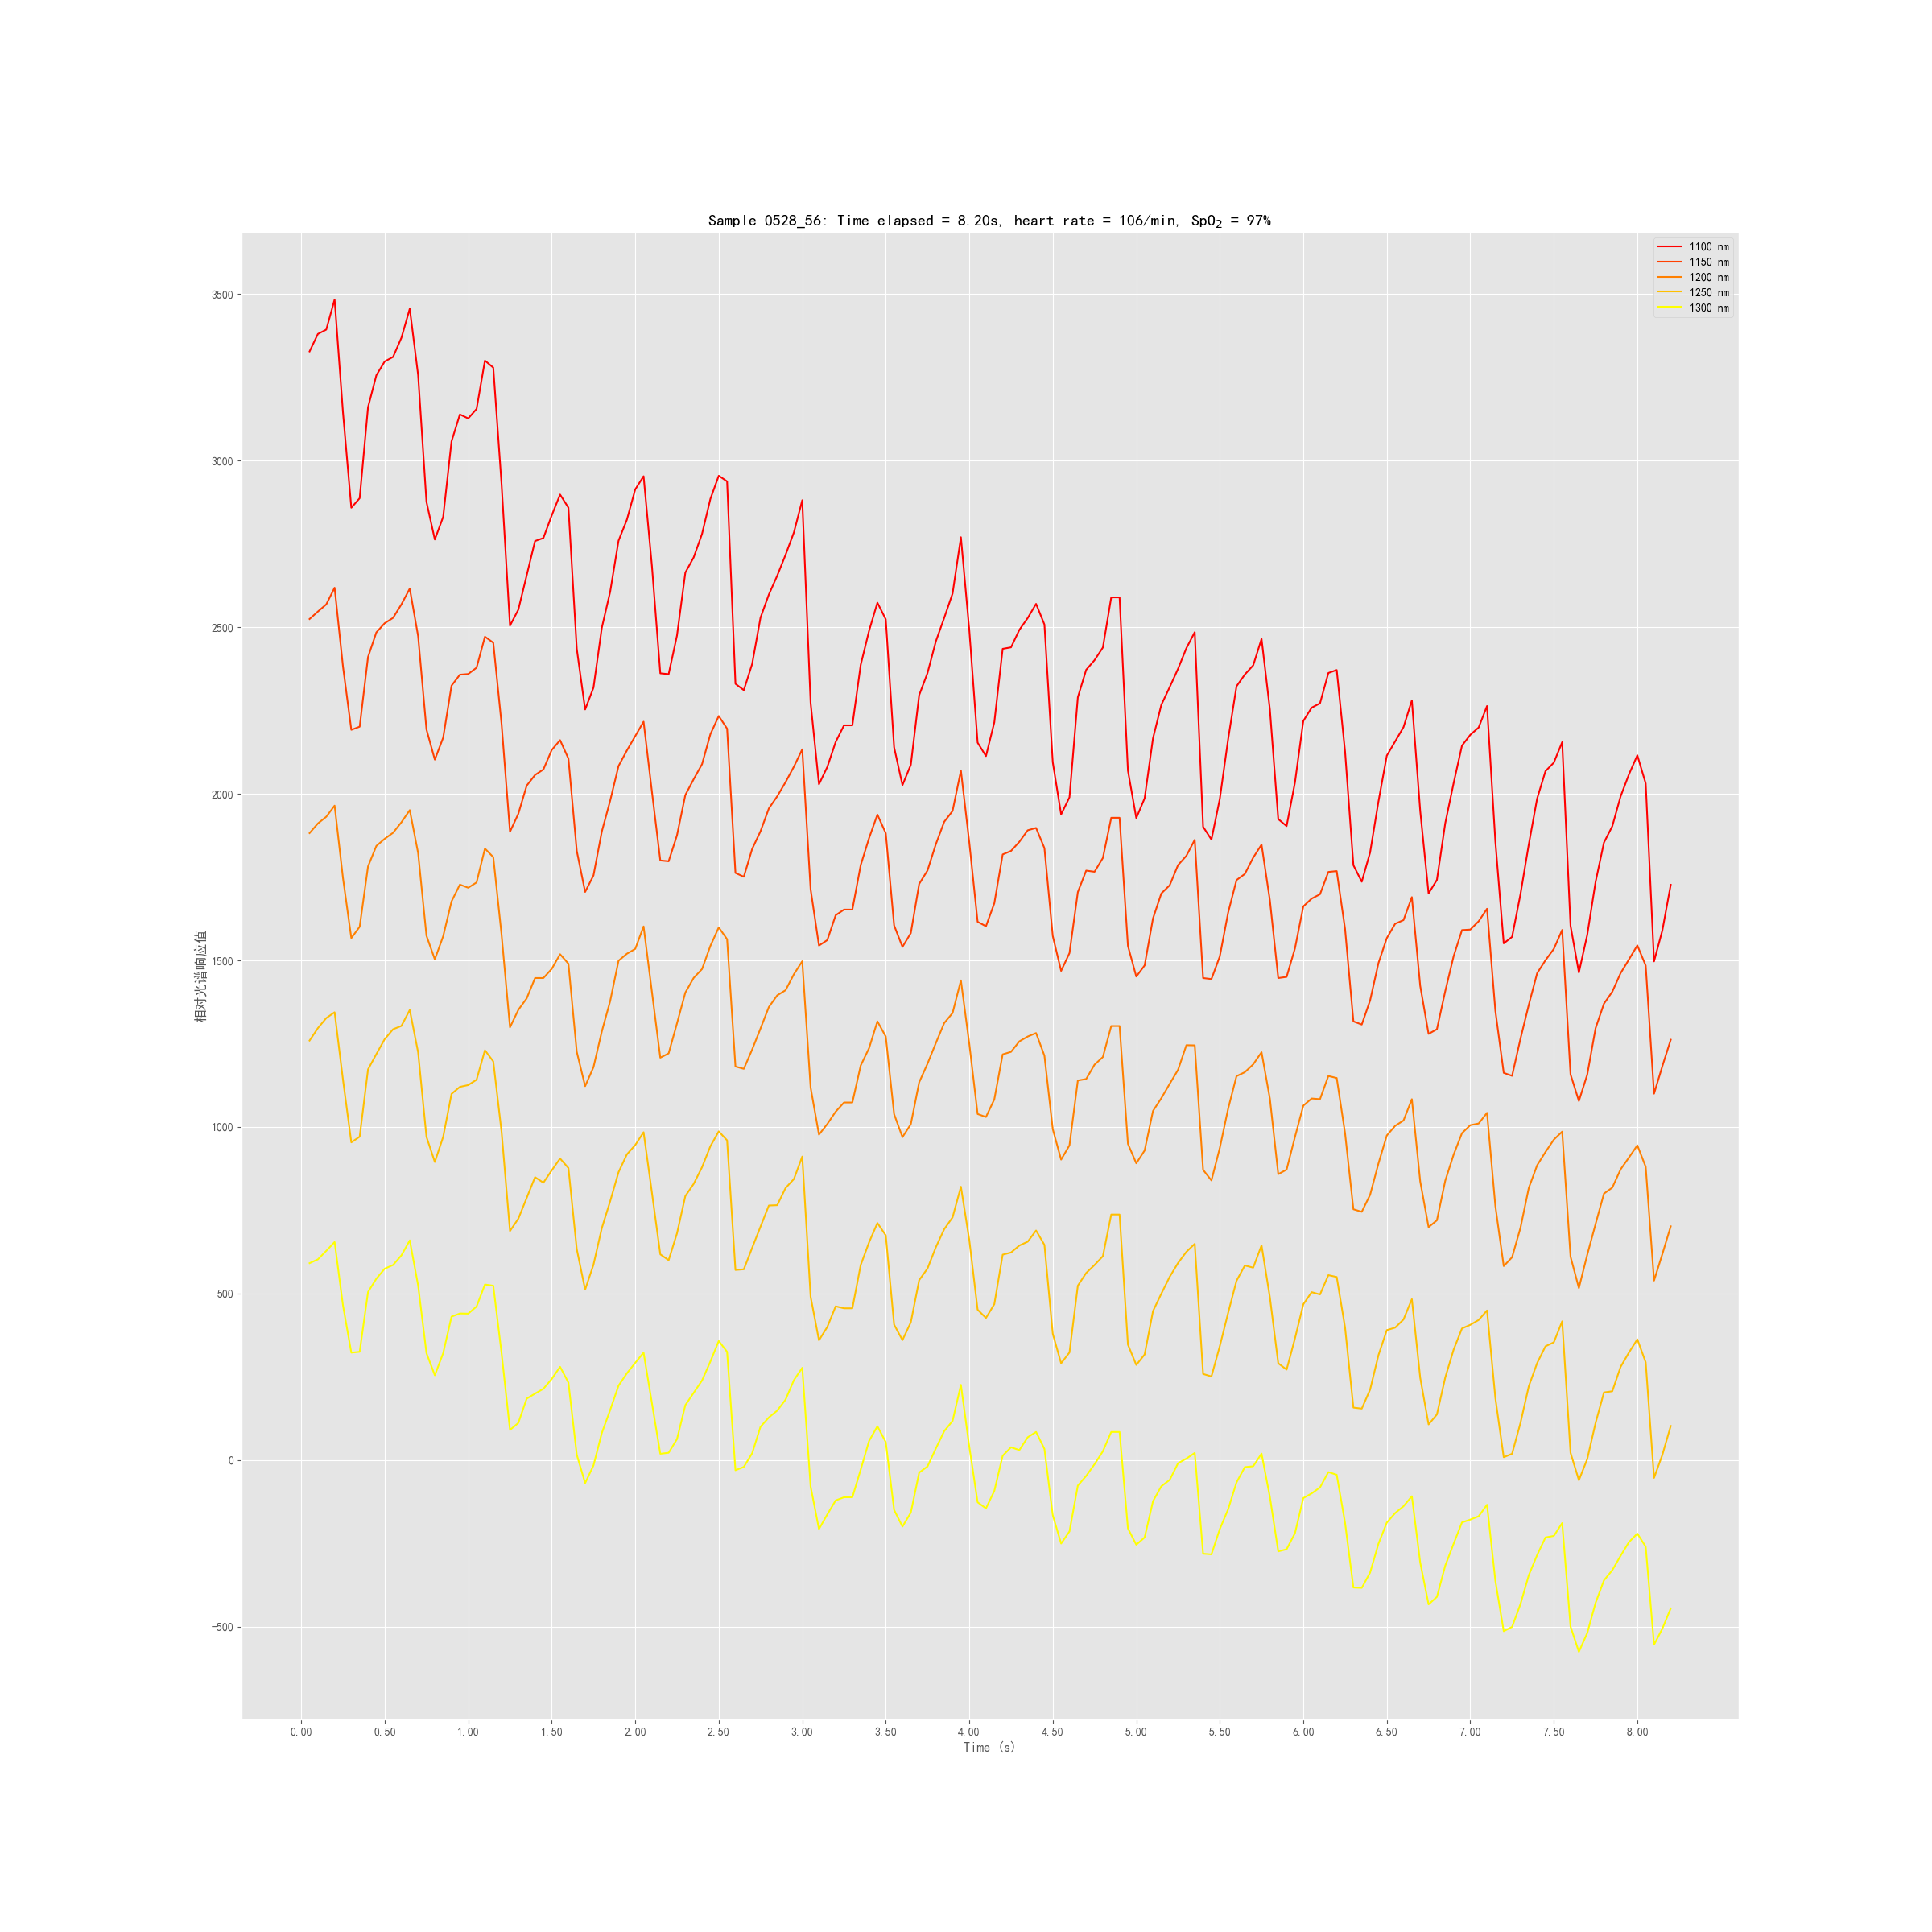 Sample 0528_56: Time elapsed = 8.20s, heart rate = 106/min, SpO2 = 97%
1100 nm
1150 nm
1200 nm
1250 nm
1300 nm
3500
3000
2500
2000
1500
1000
500
0
−500
相对光谱响应值
0.00 0.50 1.00 1.50 2.00 2.50 3.00 3.50 4.00 4.50 5.00 5.50 6.00 6.50 7.00 7.50 8.00
Time (s)